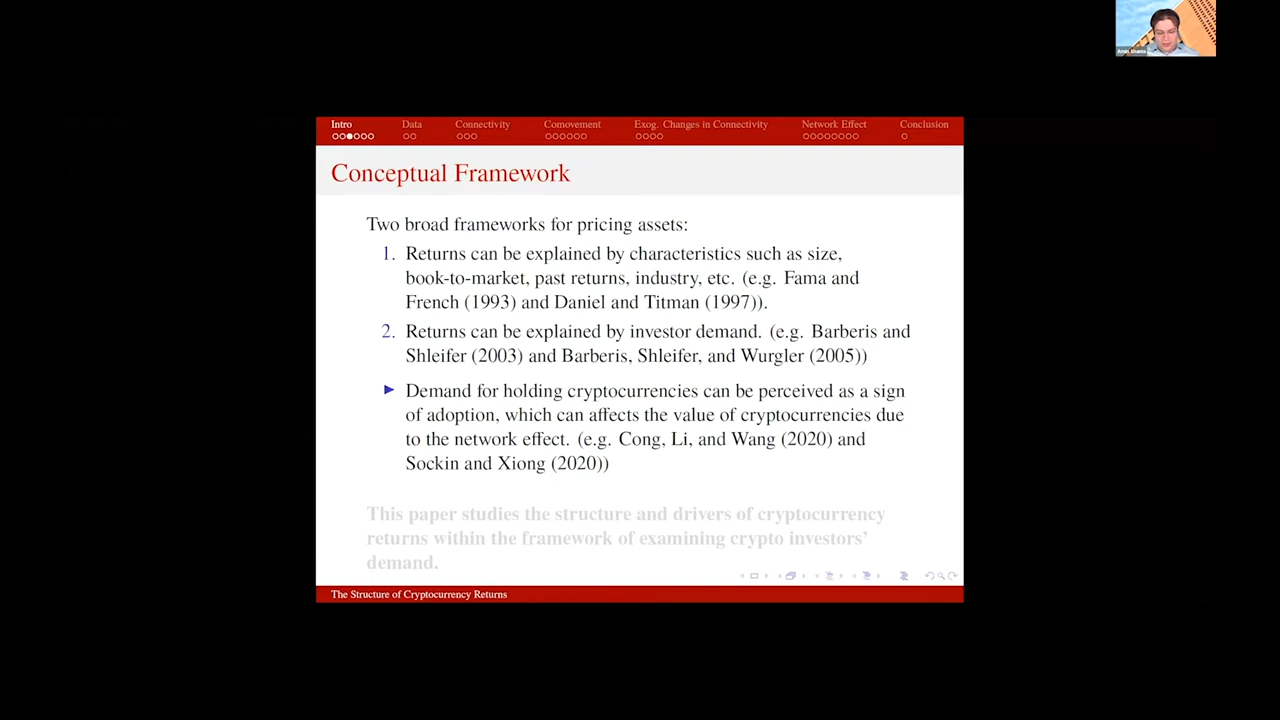 Amin Shams
Intro Data Connectivity Comovement Exog. Changes in Connectivity Network Effect Conclusion
Conceptual Framework
Two broad frameworks for pricing assets:
1. Returns can be explained by characteristics such as size,
book-to-market, past returns, industry, etc. (e.g. Fama and
French (1993) and Daniel and Titman (1997)).
2. Returns can be explained by investor demand. (e.g. Barberis and
Shleifer (2003) and Barberis, Shleifer, and Wurgler (2005))
Demand for holding cryptocurrencies can be perceived as a sign
of adoption, which can affects the value of cryptocurrencies due
to the network effect. (e.g. Cong, Li, and Wang (2020) and
Sockin and Xiong (2020))
This paper studies the structure and drivers of cryptocurrency
returns within the framework of examining crypto investors'
demand.
The Structure of Cryptocurrency Returns